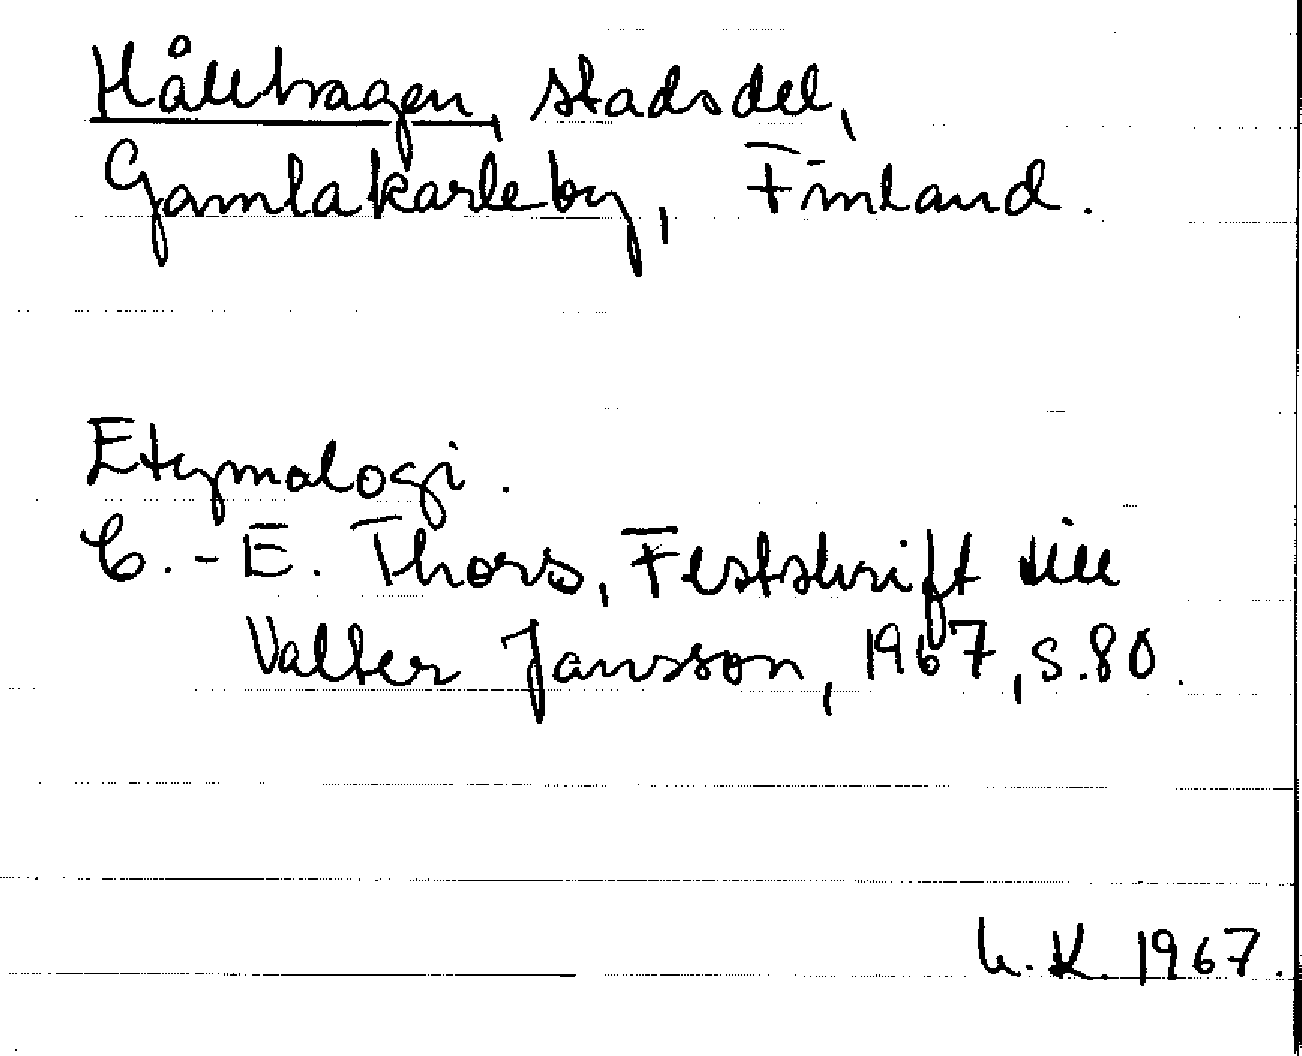 Hållhagen, stadsdel,
Gamlakarleby, Finland.
Etymologi.
C.-E. Thors, Festskrift till
Valter Jansson, 1967, s. 80.
K. 1967.